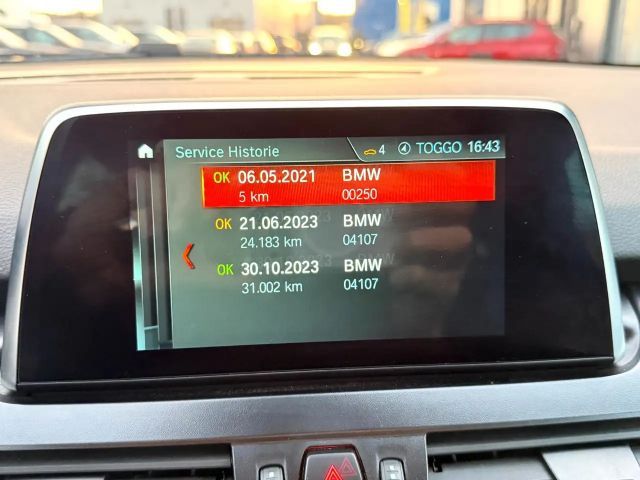 Service Historie 4 4 TOGGO 16:43
OK 06.05.2021 BMW
5 km 00250
OK 21.06.2023 BMW
24.183 km 04107
OK 30.10.2023 BMW
31.002 km 04107